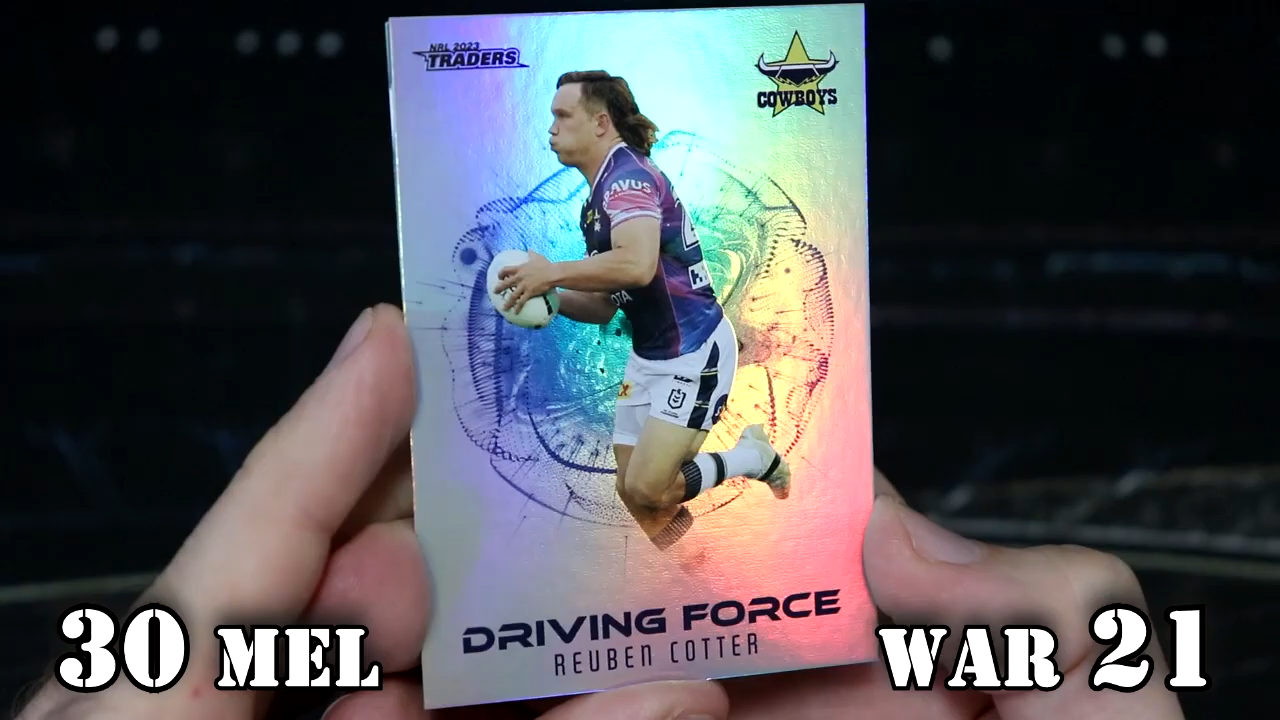 NRL 2023
TRADERS
COWBOYS
DRIVING FORCE
REUBEN COTTER
30 MEL
WAR 21